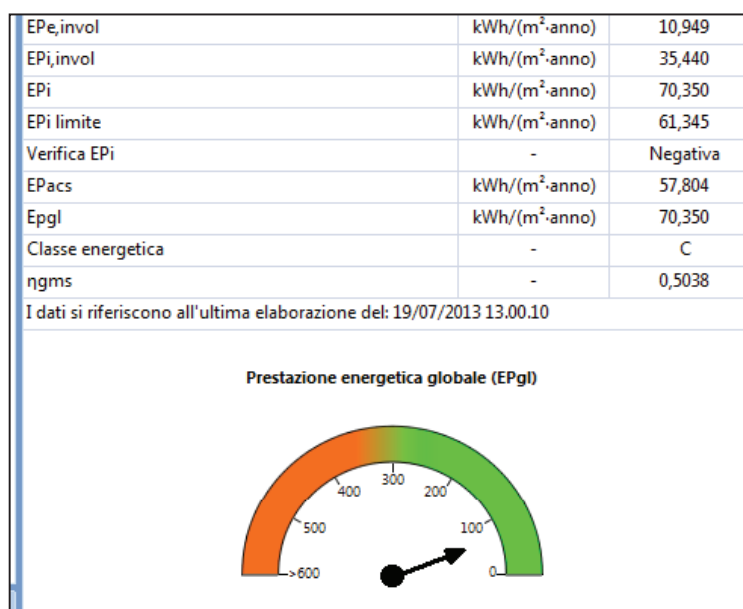 EPe,invol kWh/(m²·anno) 10,949
EPi,invol kWh/(m²·anno) 35,440
EPi kWh/(m²·anno) 70,350
EPi limite kWh/(m²·anno) 61,345
Verifica EPi - Negativa
EPacs kWh/(m²·anno) 57,804
Epgl kWh/(m²·anno) 70,350
Classe energetica - C
ηgms - 0,5038
I dati si riferiscono all'ultima elaborazione del: 19/07/2013 13.00.10
Prestazione energetica globale (EPgl)
>600
500
400
300
200
100
0